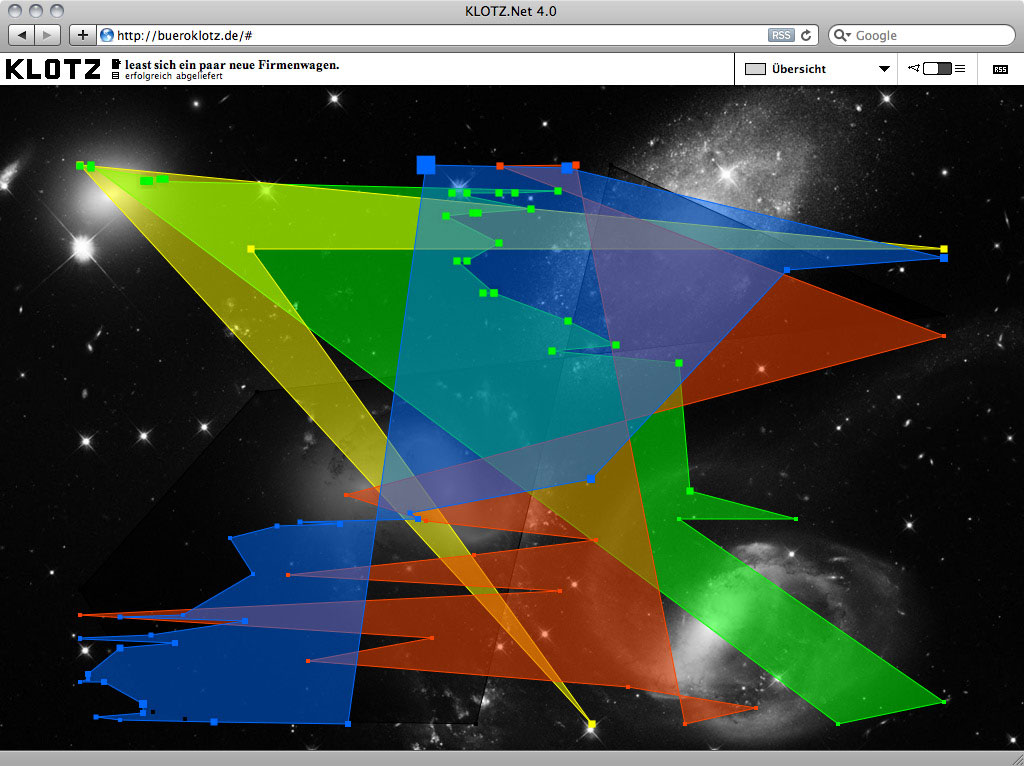 KLOTZ.Net 4.0
http://bueroklotz.de/#
RSS
Google
KLOTZ
least sich ein paar neue Firmenwagen.
erfolgreich abgeliefert
Übersicht
RSS